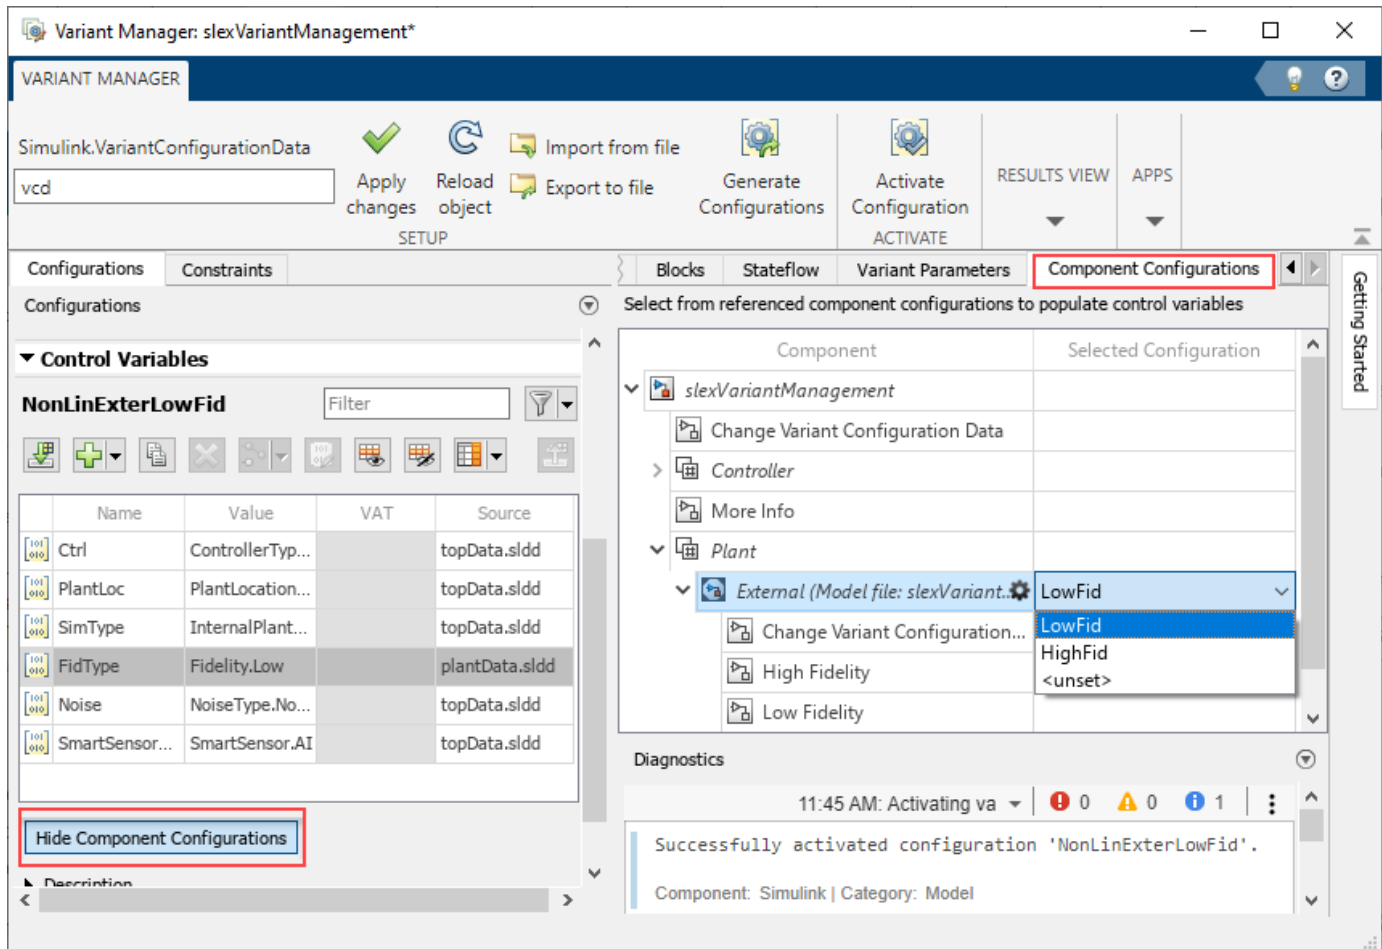 Variant Manager: slexVariantManagement*
VARIANT MANAGER
?
Simulink.VariantConfigurationData
vcd
Apply changes
Reload object
Import from file
Export to file
SETUP
Generate Configurations
Activate Configuration
ACTIVATE
RESULTS VIEW
APPS
Configurations
Constraints
Configurations
Control Variables
NonLinExterLowFid
Filter
Name Value VAT Source
Ctrl ControllerTyp... topData.sldd
PlantLoc PlantLocation... topData.sldd
SimType InternalPlant... topData.sldd
FidType Fidelity.Low plantData.sldd
Noise NoiseType.No... topData.sldd
SmartSensor... SmartSensor.AI topData.sldd
Hide Component Configurations
Description
Blocks
Stateflow
Variant Parameters
Component Configurations
Select from referenced component configurations to populate control variables
Component Selected Configuration
slexVariantManagement
Change Variant Configuration Data
Controller
More Info
Plant
External (Model file: slexVariant... LowFid
LowFid
HighFid
<unset>
Change Variant Configuration...
High Fidelity
Low Fidelity
Diagnostics
11:45 AM: Activating va 0 0 1
Successfully activated configuration 'NonLinExterLowFid'.
Component: Simulink | Category: Model
Getting Started